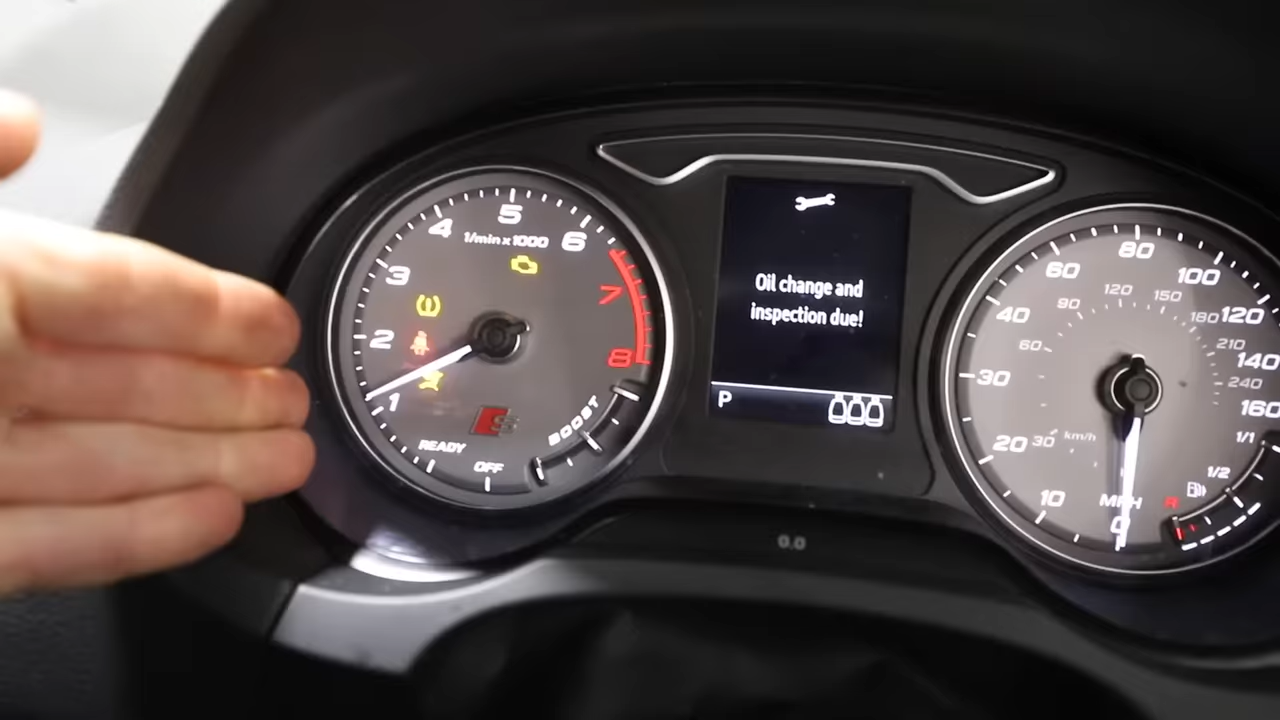 5
4
1/min x 1000
6
3
7
2
8
1
S
BOOST
READY
OFF
Oil change and
inspection due!
P
0.0
80
60
100
120
150
90
40
180
120
60
210
140
30
240
160
20
30
km/h
1/1
1/2
10
MPH
R
0